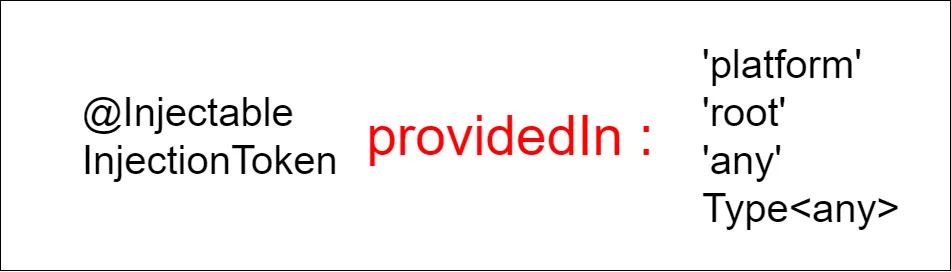 @Injectable
InjectionToken
providedIn :
'platform'
'root'
'any'
Type<any>